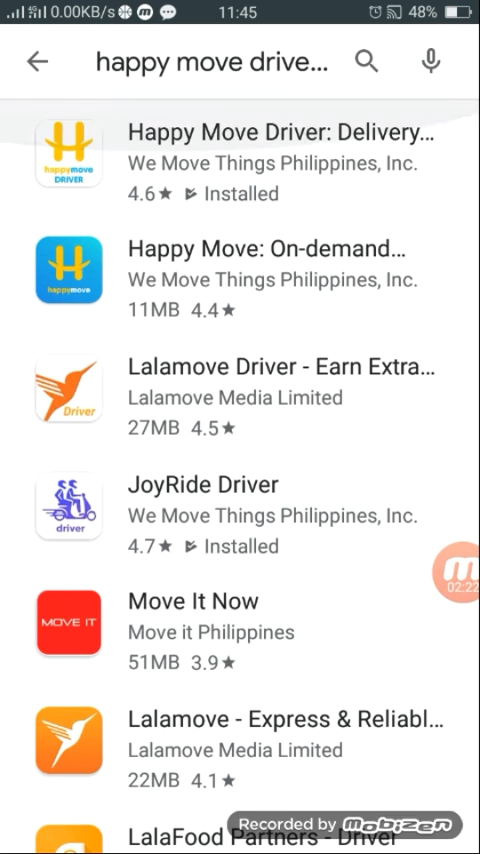 4G 0.00KB/s 11:45 48%
happy move drive...
happymove
DRIVER
Happy Move Driver: Delivery...
We Move Things Philippines, Inc.
4.6★ Installed
happymove
Happy Move: On-demand...
We Move Things Philippines, Inc.
11MB 4.4★
Driver
Lalamove Driver - Earn Extra...
Lalamove Media Limited
27MB 4.5★
driver
JoyRide Driver
We Move Things Philippines, Inc.
4.7★ Installed
02:22
MOVE IT
Move It Now
Move it Philippines
51MB 3.9★
Lalamove - Express & Reliabl...
Lalamove Media Limited
22MB 4.1★
Recorded by Mobizen
LalaFood Partners - Driver